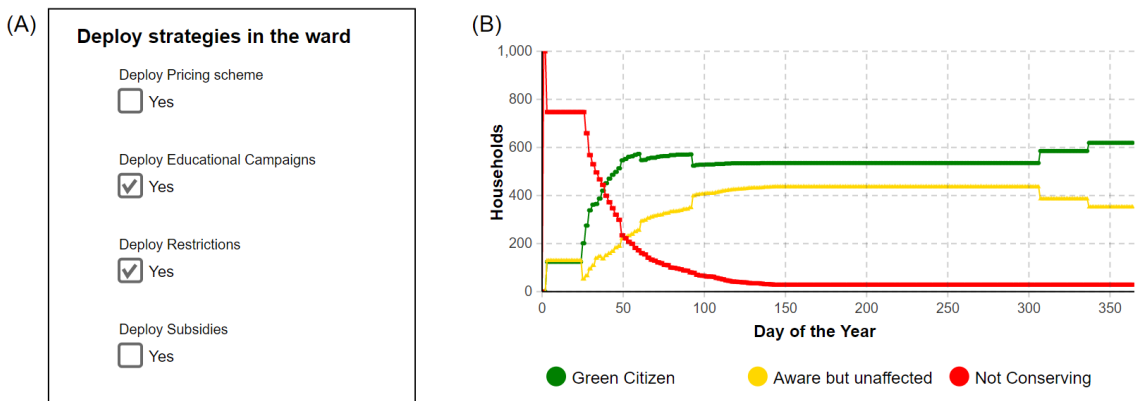 (A)
Deploy strategies in the ward
Deploy Pricing scheme
Yes
Deploy Educational Campaigns
Yes
Deploy Restrictions
Yes
Deploy Subsidies
Yes
(B)
1,000
800
600
400
200
0
Households
0 50 100 150 200 250 300 350
Day of the Year
Green Citizen Aware but unaffected Not Conserving